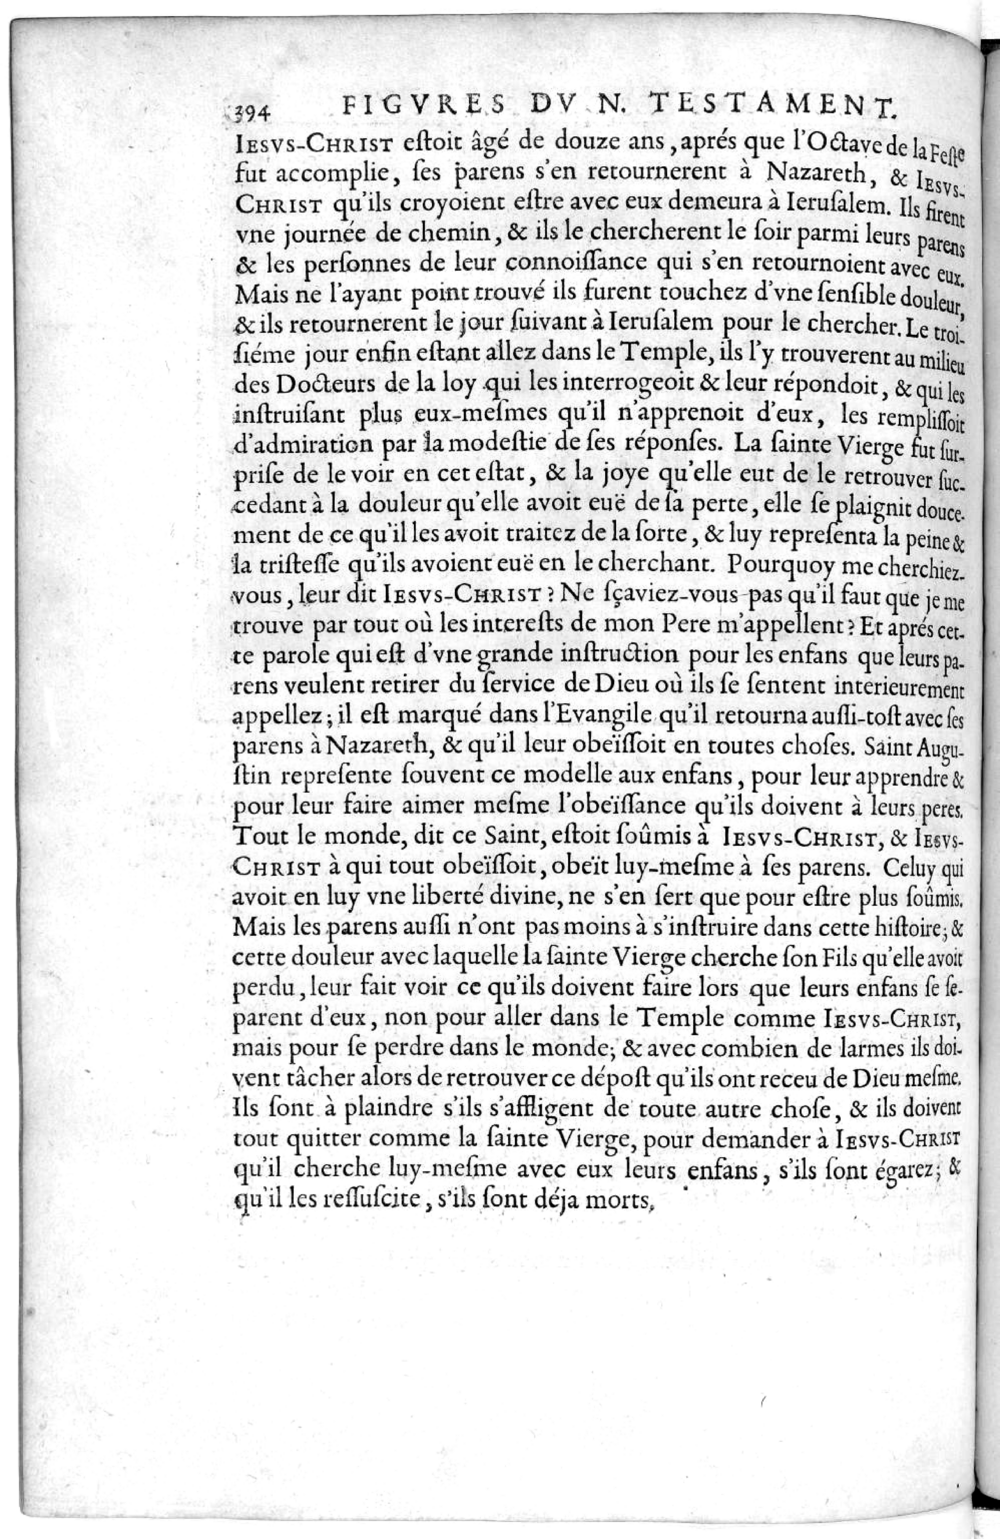 394 FIGVRES DV N. TESTAMENT.
IESVS-CHRIST eſtoit âgé de douze ans, aprés que l'Octave de la Feſte
fut accomplie, ſes parens s'en retournerent à Nazareth, & IESVS-
CHRIST qu'ils croyoient eſtre avec eux demeura à Ieruſalem. Ils firent
vne journée de chemin, & ils le chercherent le ſoir parmi leurs parens
& les perſonnes de leur connoiſſance qui s'en retournoient avec eux.
Mais ne l'ayant point trouvé ils furent touchez d'vne ſenſible douleur,
& ils retournerent le jour ſuivant à Ieruſalem pour le chercher. Le troi-
ſiéme jour enfin eſtant allez dans le Temple, ils l'y trouverent au milieu
des Docteurs de la loy qui les interrogeoit & leur répondoit, & qui les
inſtruiſant plus eux-meſmes qu'il n'apprenoit d'eux, les rempliſſoit
d'admiration par la modeſtie de ſes réponſes. La ſainte Vierge fut ſur-
priſe de le voir en cet eſtat, & la joye qu'elle eut de le retrouver ſuc-
cedant à la douleur qu'elle avoit euë de ſa perte, elle ſe plaignit douce-
ment de ce qu'il les avoit traitez de la ſorte, & luy repreſenta la peine &
la triſteſſe qu'ils avoient euë en le cherchant. Pourquoy me cherchiez-
vous, leur dit IESVS-CHRIST? Ne ſçaviez-vous pas qu'il faut que je me
trouve par tout où les intereſts de mon Pere m'appellent? Et aprés cet-
te parole qui eſt d'vne grande inſtruction pour les enfans que leurs pa-
rens veulent retirer du ſervice de Dieu où ils ſe ſentent interieurement
appellez; il eſt marqué dans l'Evangile qu'il retourna auſſi-toſt avec ſes
parens à Nazareth, & qu'il leur obeïſſoit en toutes choſes. Saint Augu-
ſtin repreſente ſouvent ce modelle aux enfans, pour leur apprendre &
pour leur faire aimer meſme l'obeïſſance qu'ils doivent à leurs peres.
Tout le monde, dit ce Saint, eſtoit ſoûmis à IESVS-CHRIST, & IESVS-
CHRIST à qui tout obeïſſoit, obeït luy-meſme à ſes parens. Celuy qui
avoit en luy vne liberté divine, ne s'en ſert que pour eſtre plus ſoûmis.
Mais les parens auſſi n'ont pas moins à s'inſtruire dans cette hiſtoire; &
cette douleur avec laquelle la ſainte Vierge cherche ſon Fils qu'elle avoit
perdu, leur fait voir ce qu'ils doivent faire lors que leurs enfans ſe ſe-
parent d'eux, non pour aller dans le Temple comme IESVS-CHRIST,
mais pour ſe perdre dans le monde; & avec combien de larmes ils doi-
vent tâcher alors de retrouver ce dépoſt qu'ils ont receu de Dieu meſme.
Ils ſont à plaindre s'ils s'affligent de toute autre choſe, & ils doivent
tout quitter comme la ſainte Vierge, pour demander à IESVS-CHRIST
qu'il cherche luy-meſme avec eux leurs enfans, s'ils ſont égarez; &
qu'il les reſſuſcite, s'ils ſont déja morts.